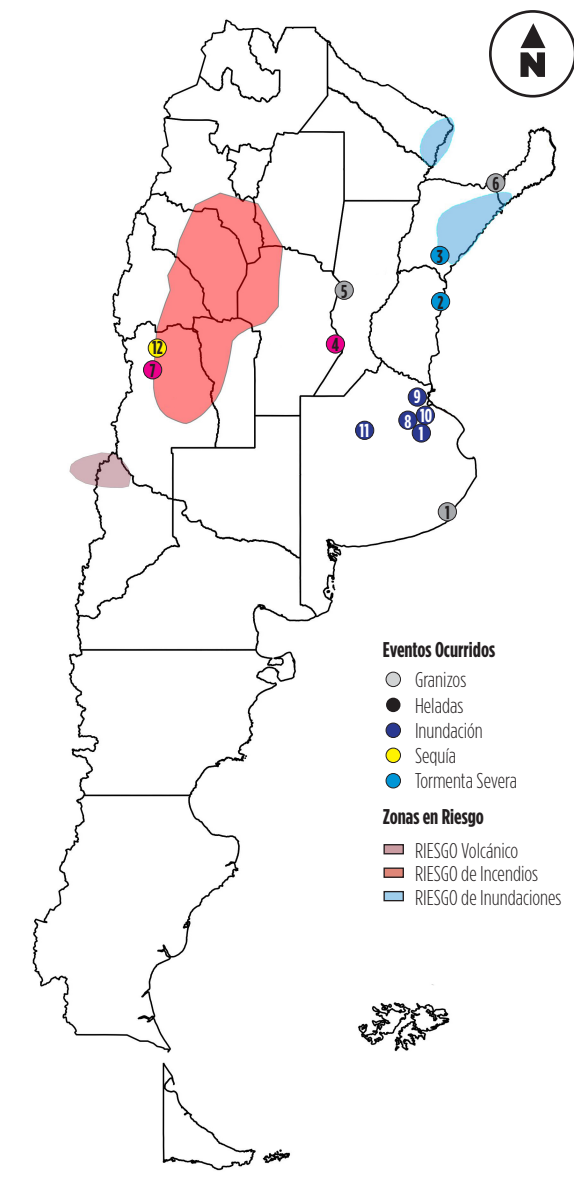 N
6
3
5
2
4
12
7
9
10
8
11
1
1
Eventos Ocurridos
Granizos
Heladas
Inundación
Sequía
Tormenta Severa
Zonas en Riesgo
RIESGO Volcánico
RIESGO de Incendios
RIESGO de Inundaciones